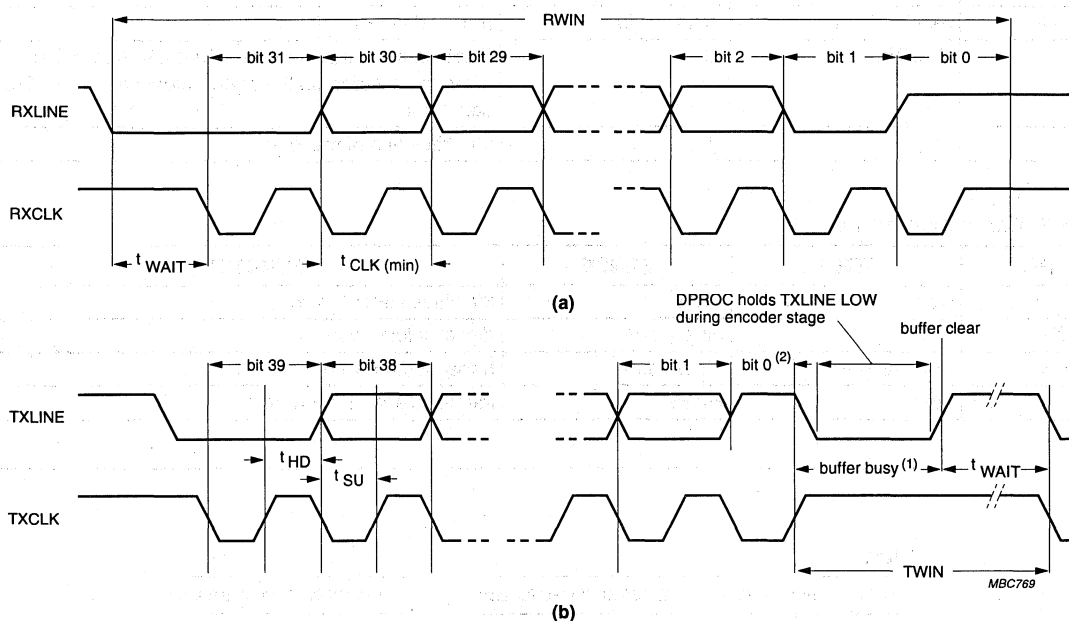 RWIN
bit 31 bit 30 bit 29 bit 2 bit 1 bit 0
RXLINE
RXCLK
t WAIT t CLK (min)
(a)
DPROC holds TXLINE LOW
during encoder stage
buffer clear
bit 39 bit 38 bit 1 bit 0 (2)
TXLINE
t HD
t SU
buffer busy (1) t WAIT
TXCLK
TWIN
MBC769
(b)